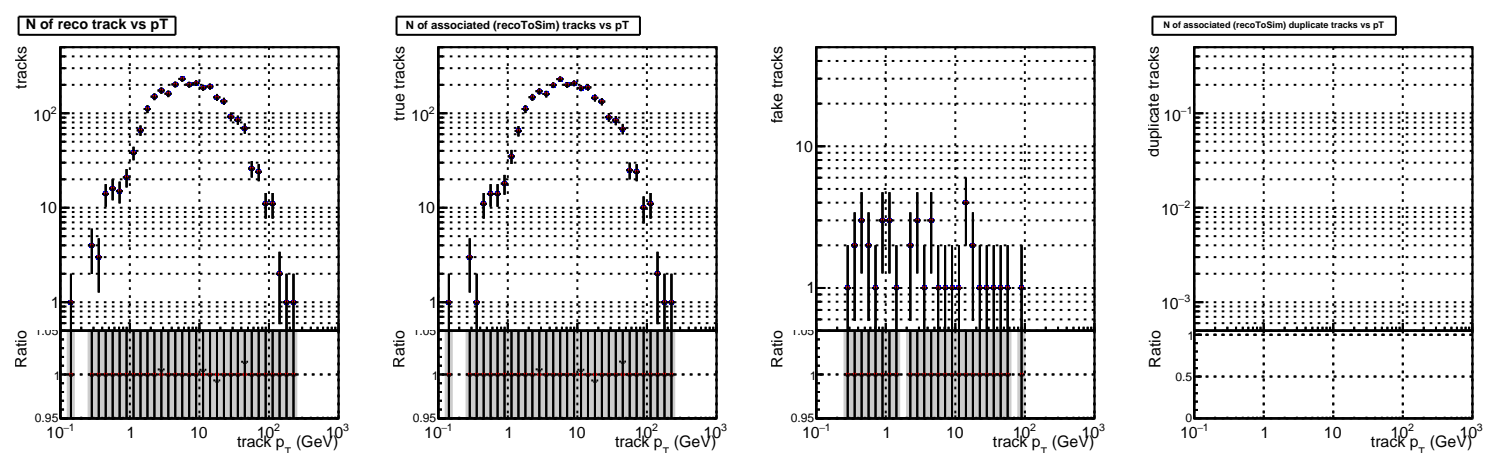 N of reco track vs pT
tracks
10²
10
1
Ratio
1.05
1
0.95
10⁻¹ 1 10 10² 10³
track p_T (GeV)
N of associated (recoToSim) tracks vs pT
true tracks
10²
10
1
Ratio
1.05
1
0.95
10⁻¹ 1 10 10² 10³
track p_T (GeV)
fake tracks
10
1
Ratio
1.05
1
0.95
10⁻¹ 1 10 10² 10³
track p_T (GeV)
N of associated (recoToSim) duplicate tracks vs pT
duplicate tracks
10⁻¹
10⁻²
10⁻³
Ratio
1
0.5
0
10⁻¹ 1 10 10² 10³
track p_T (GeV)